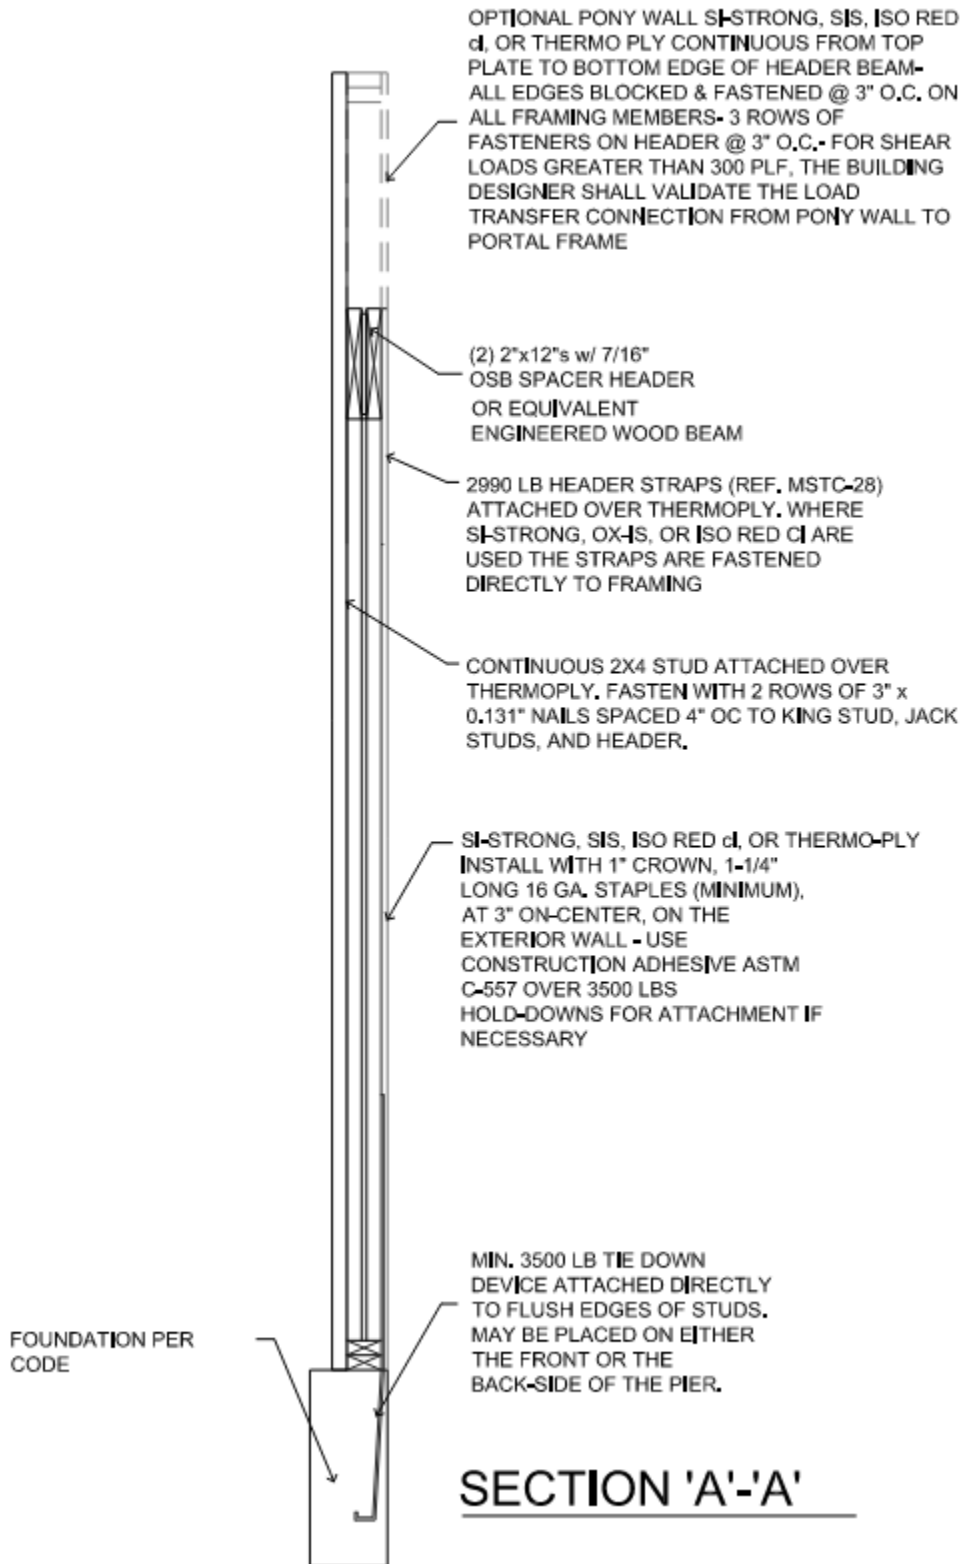 OPTIONAL PONY WALL SI-STRONG, SIS, ISO RED
cI, OR THERMO PLY CONTINUOUS FROM TOP
PLATE TO BOTTOM EDGE OF HEADER BEAM-
ALL EDGES BLOCKED & FASTENED @ 3" O.C. ON
ALL FRAMING MEMBERS- 3 ROWS OF
FASTENERS ON HEADER @ 3" O.C.- FOR SHEAR
LOADS GREATER THAN 300 PLF, THE BUILDING
DESIGNER SHALL VALIDATE THE LOAD
TRANSFER CONNECTION FROM PONY WALL TO
PORTAL FRAME
(2) 2"x12"s w/ 7/16"
OSB SPACER HEADER
OR EQUIVALENT
ENGINEERED WOOD BEAM
2990 LB HEADER STRAPS (REF. MSTC-28)
ATTACHED OVER THERMOPLY. WHERE
SI-STRONG, OX-IS, OR ISO RED CI ARE
USED THE STRAPS ARE FASTENED
DIRECTLY TO FRAMING
CONTINUOUS 2X4 STUD ATTACHED OVER
THERMOPLY. FASTEN WITH 2 ROWS OF 3" x
0.131" NAILS SPACED 4" OC TO KING STUD, JACK
STUDS, AND HEADER.
SI-STRONG, SIS, ISO RED cI, OR THERMO-PLY
INSTALL WITH 1" CROWN, 1-1/4"
LONG 16 GA. STAPLES (MINIMUM),
AT 3" ON-CENTER, ON THE
EXTERIOR WALL - USE
CONSTRUCTION ADHESIVE ASTM
C-557 OVER 3500 LBS
HOLD-DOWNS FOR ATTACHMENT IF
NECESSARY
MIN. 3500 LB TIE DOWN
DEVICE ATTACHED DIRECTLY
TO FLUSH EDGES OF STUDS.
MAY BE PLACED ON EITHER
THE FRONT OR THE
BACK-SIDE OF THE PIER.
FOUNDATION PER
CODE
SECTION 'A'-'A'